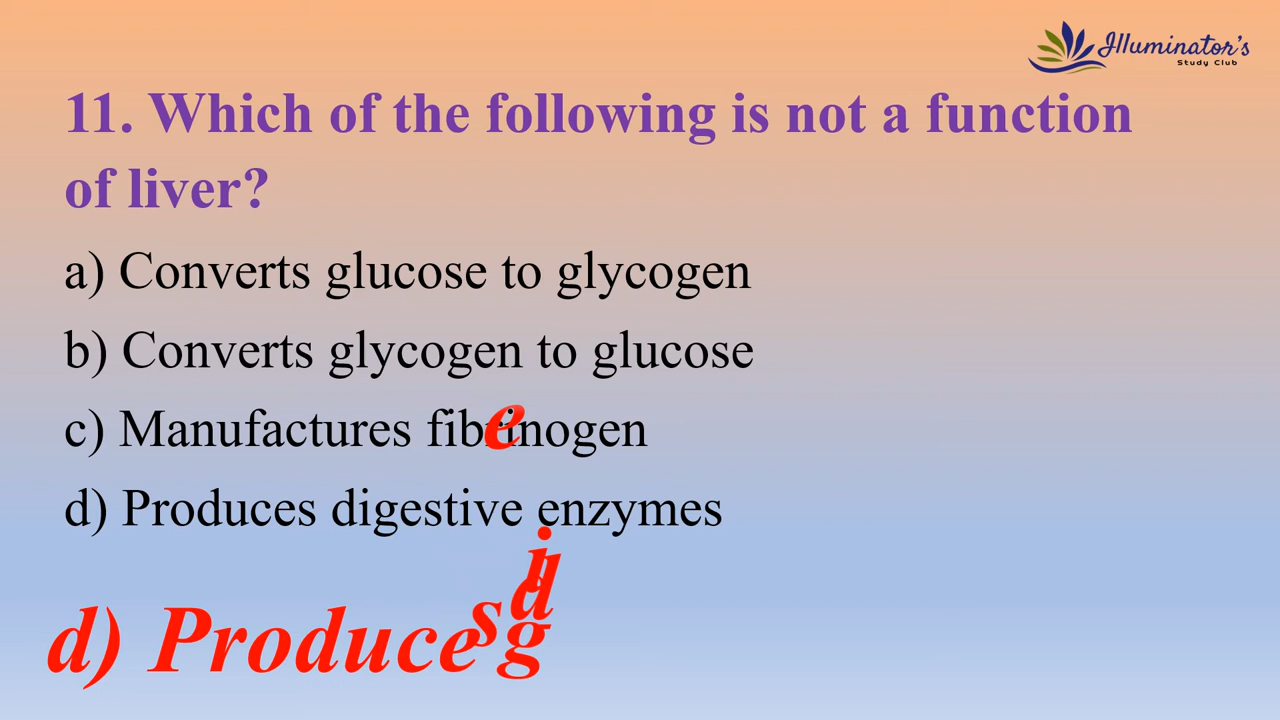 Illuminator's
Study Club
11. Which of the following is not a function
of liver?
a) Converts glucose to glycogen
b) Converts glycogen to glucose
c) Manufactures fibrinogen
d) Produces digestive enzymes
d) Produces